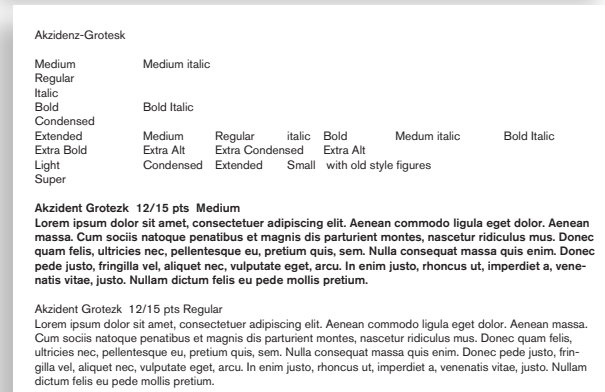 Akzidenz-Grotesk
Medium Medium italic
Regular
Italic
Bold Bold Italic
Condensed
Extended Medium Regular italic Bold Medum italic Bold Italic
Extra Bold Extra Alt Extra Condensed Extra Alt
Light Condensed Extended Small with old style figures
Super
Akzident Grotezk 12/15 pts Medium
Lorem ipsum dolor sit amet, consectetuer adipiscing elit. Aenean commodo ligula eget dolor. Aenean
massa. Cum sociis natoque penatibus et magnis dis parturient montes, nascetur ridiculus mus. Donec
quam felis, ultricies nec, pellentesque eu, pretium quis, sem. Nulla consequat massa quis enim. Donec
pede justo, fringilla vel, aliquet nec, vulputate eget, arcu. In enim justo, rhoncus ut, imperdiet a, vene-
natis vitae, justo. Nullam dictum felis eu pede mollis pretium.
Akzident Grotezk 12/15 pts Regular
Lorem ipsum dolor sit amet, consectetuer adipiscing elit. Aenean commodo ligula eget dolor. Aenean massa.
Cum sociis natoque penatibus et magnis dis parturient montes, nascetur ridiculus mus. Donec quam felis,
ultricies nec, pellentesque eu, pretium quis, sem. Nulla consequat massa quis enim. Donec pede justo, frin-
gilla vel, aliquet nec, vulputate eget, arcu. In enim justo, rhoncus ut, imperdiet a, venenatis vitae, justo. Nullam
dictum felis eu pede mollis pretium.